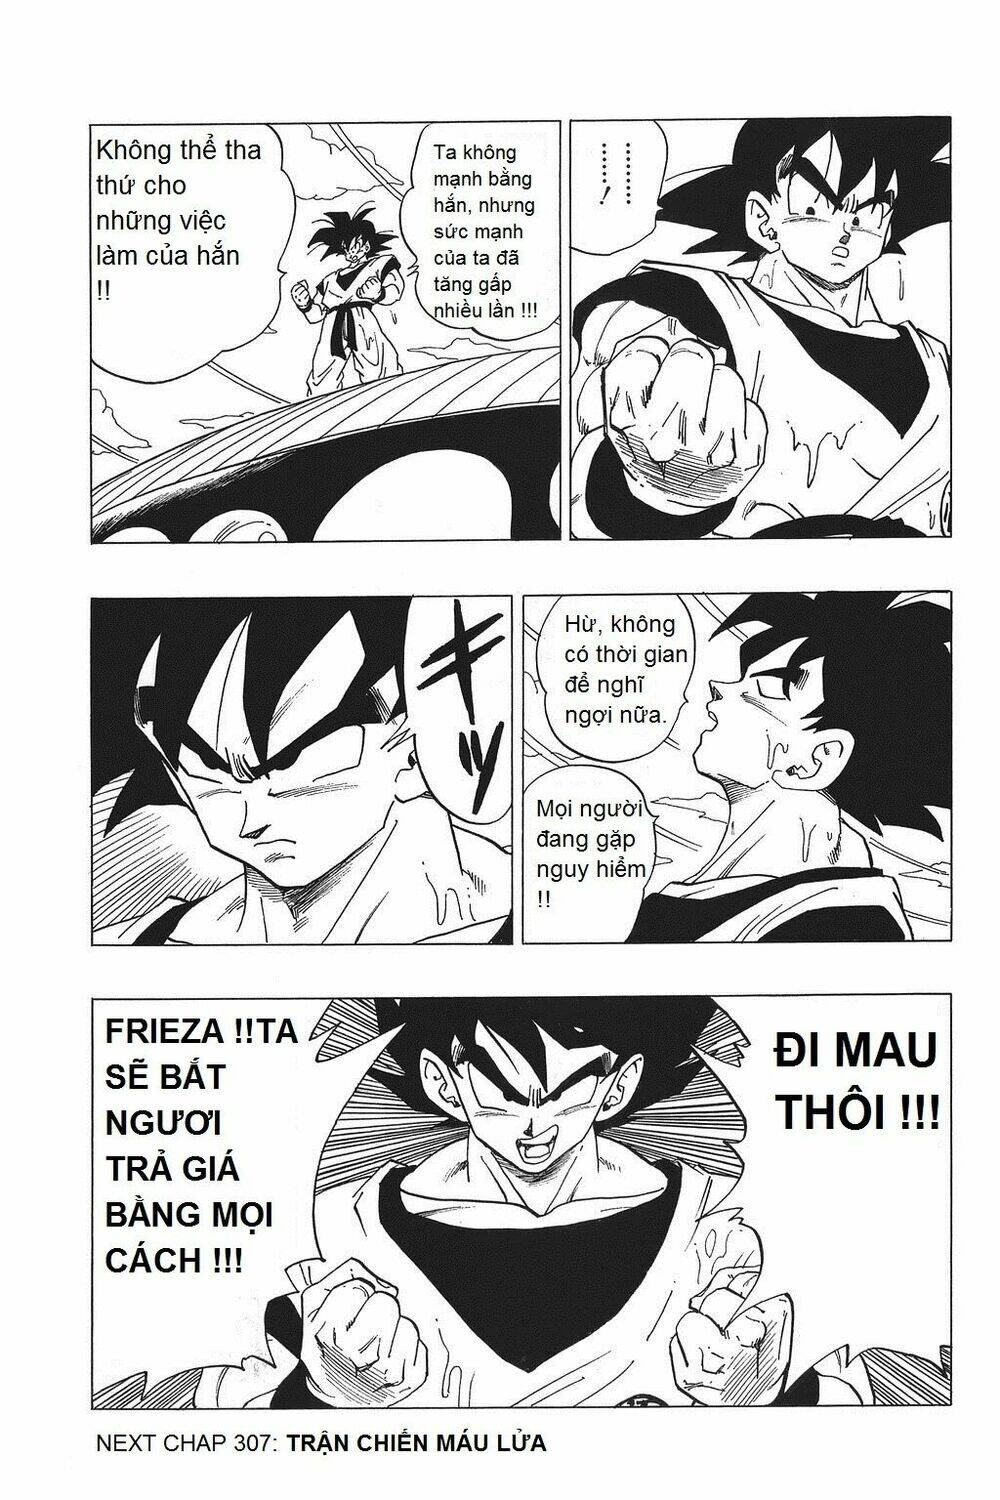 ......!
Ta không
mạnh bằng
hắn, nhưng
sức mạnh
của ta đã
tăng gấp
nhiều lần !!!
Không thể tha
thứ cho
những việc
làm của hắn
!!
Hừ, không
có thời gian
để nghĩ
ngợi nữa.
Mọi người
đang gặp
nguy hiểm
!!
キッ
ĐI MAU
THÔI !!!
FRIEZA !!TA
SẼ BẮT
NGƯƠI
TRẢ GIÁ
BẰNG MỌI
CÁCH !!!
NEXT CHAP 307: TRẬN CHIẾN MÁU LỬA